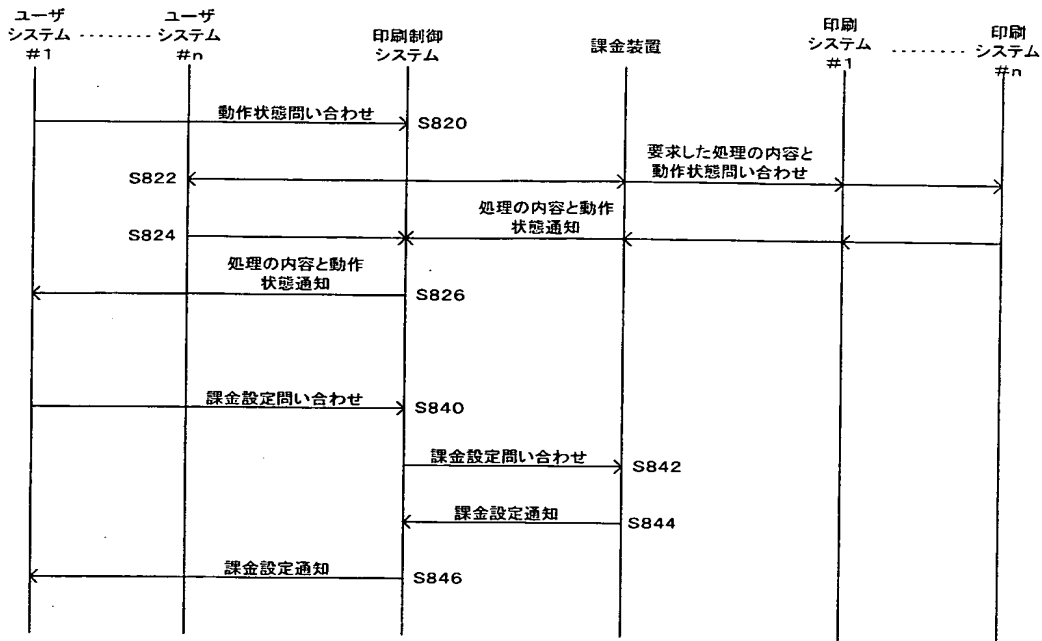 ユーザ
システム
#1
‥‥‥‥
ユーザ
システム
#n
印刷制御
システム
課金装置
印刷
システム
#1
‥‥‥‥
印刷
システム
#n
動作状態問い合わせ
S820
要求した処理の内容と
動作状態問い合わせ
S822
処理の内容と動作
状態通知
S824
処理の内容と動作
状態通知
S826
課金設定問い合わせ
S840
課金設定問い合わせ
S842
課金設定通知
S844
課金設定通知
S846